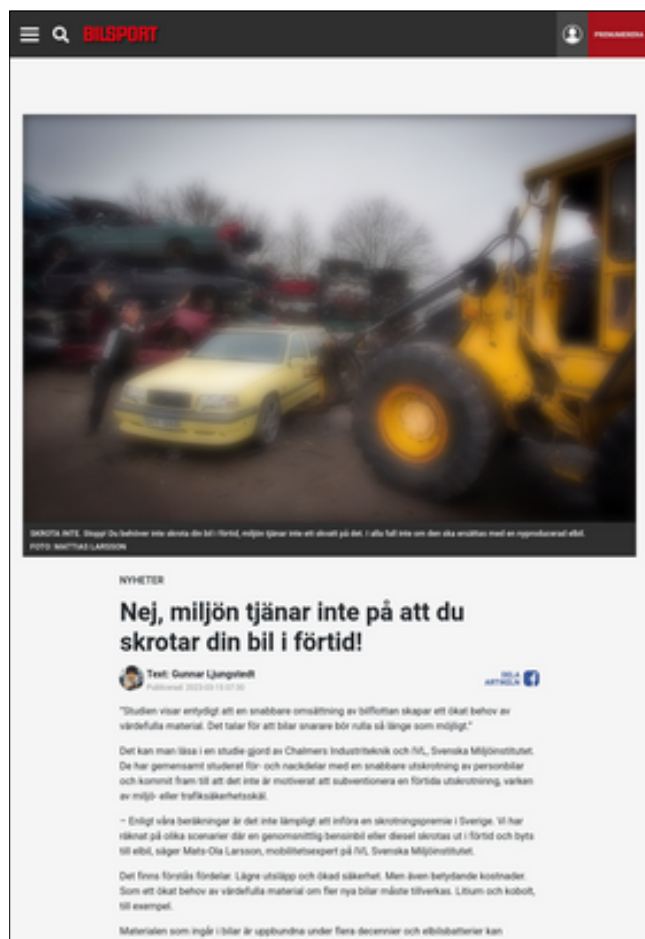 BILSPORT
PRENUMERERA
SKROTA INTE. Stopp! Du behöver inte skrota din bil i förtid, miljön tjänar inte ett skvatt på det. I alla fall inte om den ska ersättas med en nyproducerad elbil.
FOTO: MATTIAS LARSSON
NYHETER
Nej, miljön tjänar inte på att du
skrotar din bil i förtid!
Text: Gunnar Ljungstedt
Publicerad: 2023-03-15 07:30
DELA
ARTIKELN
"Studien visar entydigt att en snabbare omsättning av bilflottan skapar ett ökat behov av
värdefulla material. Det talar för att bilar snarare bör rulla så länge som möjligt."
Det kan man läsa i en studie gjord av Chalmers Industriteknik och IVL, Svenska Miljöinstitutet.
De har gemensamt studerat för- och nackdelar med en snabbare utskrotning av personbilar
och kommit fram till att det inte är motiverat att subventionera en förtida utskrotninng, varken
av miljö- eller trafiksäkerhetsskäl.
– Enligt våra beräkningar är det inte lämpligt att införa en skrotningspremie i Sverige. Vi har
räknat på olika scenarier där en genomsnittlig bensinbil eller diesel skrotas ut i förtid och byts
till elbil, säger Mats-Ola Larsson, mobilitetsexpert på IVL Svenska Miljöinstitutet.
Det finns förstås fördelar. Lägre utsläpp och ökad säkerhet. Men även betydande kostnader.
Som ett ökat behov av värdefulla material om fler nya bilar måste tillverkas. Litium och kobolt,
till exempel.
Materialen som ingår i bilar är uppbundna under flera decennier och elbilsbatterier kan